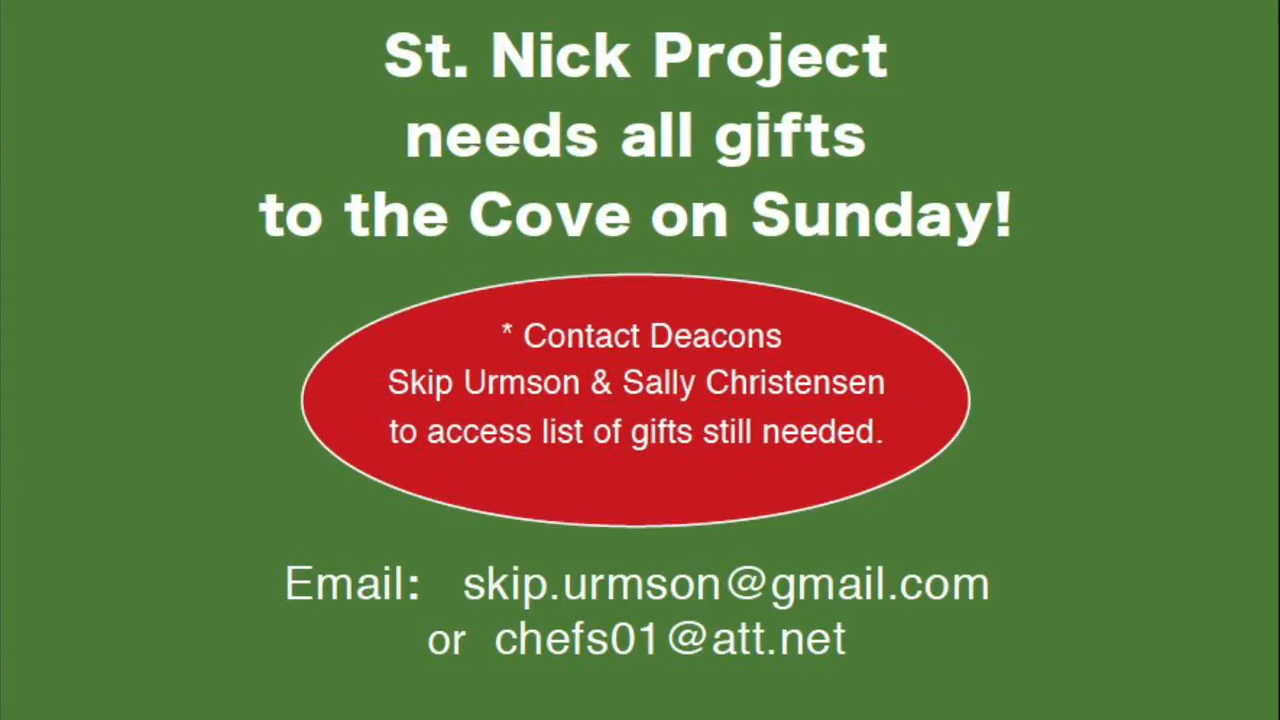 St. Nick Project
needs all gifts
to the Cove on Sunday!
* Contact Deacons
Skip Urmson & Sally Christensen
to access list of gifts still needed.
Email: skip.urmson@gmail.com
or chefs01@att.net